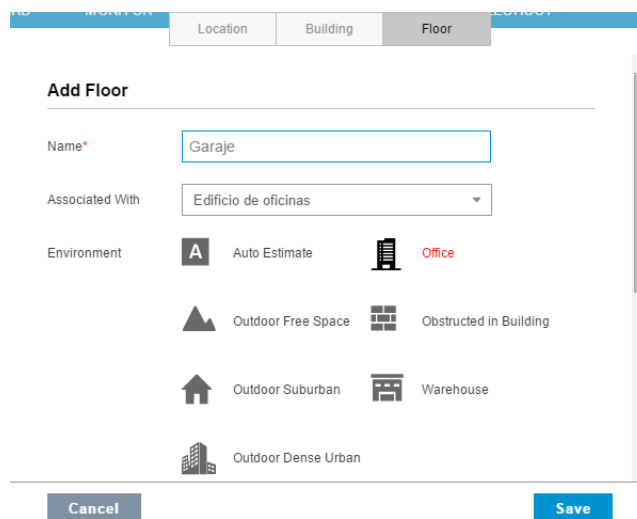 Location Building Floor
Add Floor
Name*
Garaje
Associated With
Edificio de oficinas
Environment
A Auto Estimate
Office
Outdoor Free Space
Obstructed in Building
Outdoor Suburban
Warehouse
Outdoor Dense Urban
Cancel
Save